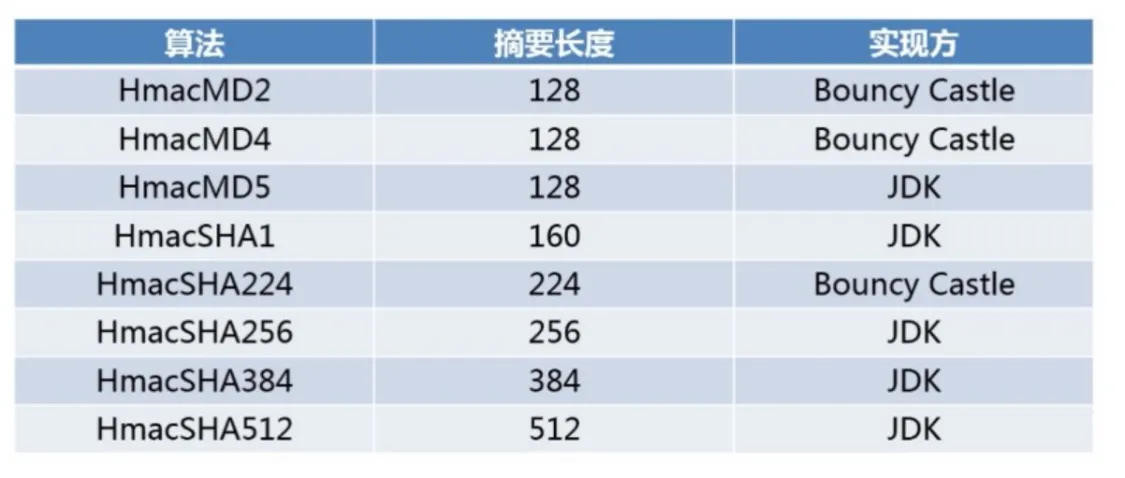 算法 摘要长度 实现方
HmacMD2 128 Bouncy Castle
HmacMD4 128 Bouncy Castle
HmacMD5 128 JDK
HmacSHA1 160 JDK
HmacSHA224 224 Bouncy Castle
HmacSHA256 256 JDK
HmacSHA384 384 JDK
HmacSHA512 512 JDK